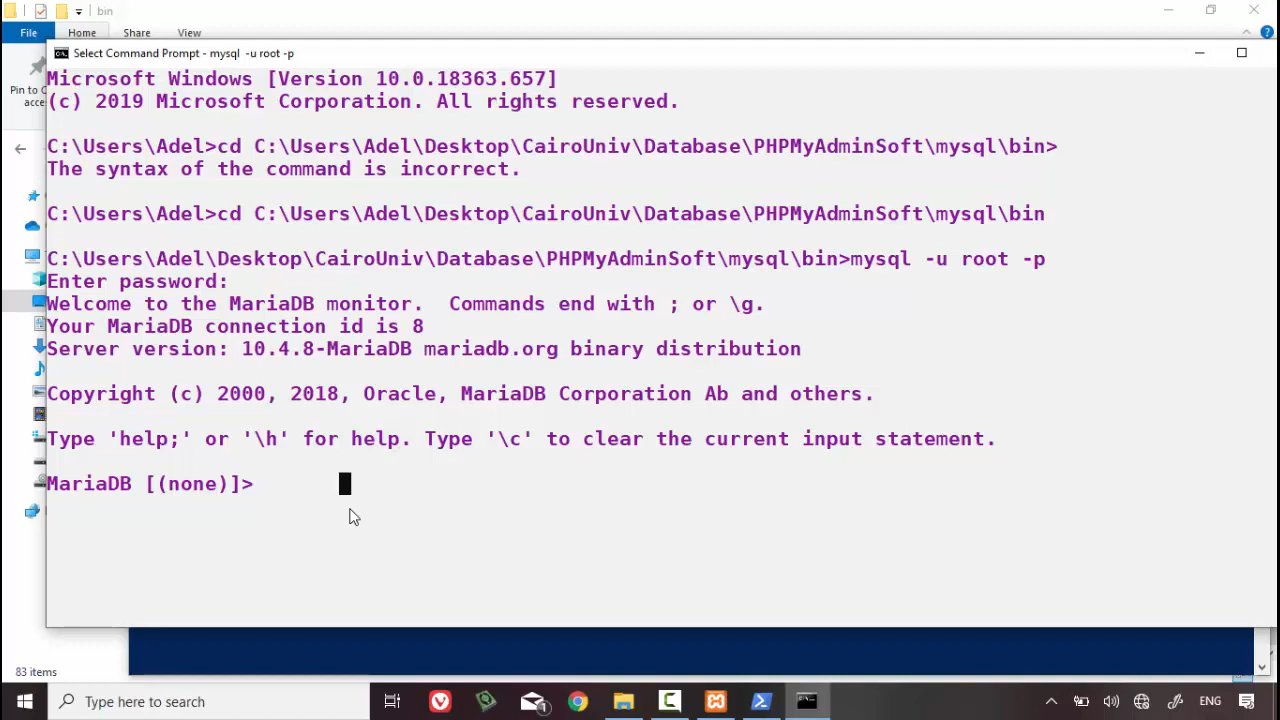 bin
File
Home
Share
View
Pin to
acce
Select Command Prompt - mysql  -u root -p
Microsoft Windows [Version 10.0.18363.657]
(c) 2019 Microsoft Corporation. All rights reserved.
C:\Users\Adel>cd C:\Users\Adel\Desktop\CairoUniv\Database\PHPMyAdminSoft\mysql\bin>
The syntax of the command is incorrect.
C:\Users\Adel>cd C:\Users\Adel\Desktop\CairoUniv\Database\PHPMyAdminSoft\mysql\bin
C:\Users\Adel\Desktop\CairoUniv\Database\PHPMyAdminSoft\mysql\bin>mysql -u root -p
Enter password:
Welcome to the MariaDB monitor.  Commands end with ; or \g.
Your MariaDB connection id is 8
Server version: 10.4.8-MariaDB mariadb.org binary distribution
Copyright (c) 2000, 2018, Oracle, MariaDB Corporation Ab and others.
Type 'help;' or '\h' for help. Type '\c' to clear the current input statement.
MariaDB [(none)]>
83 items
Type here to search
1
ENG